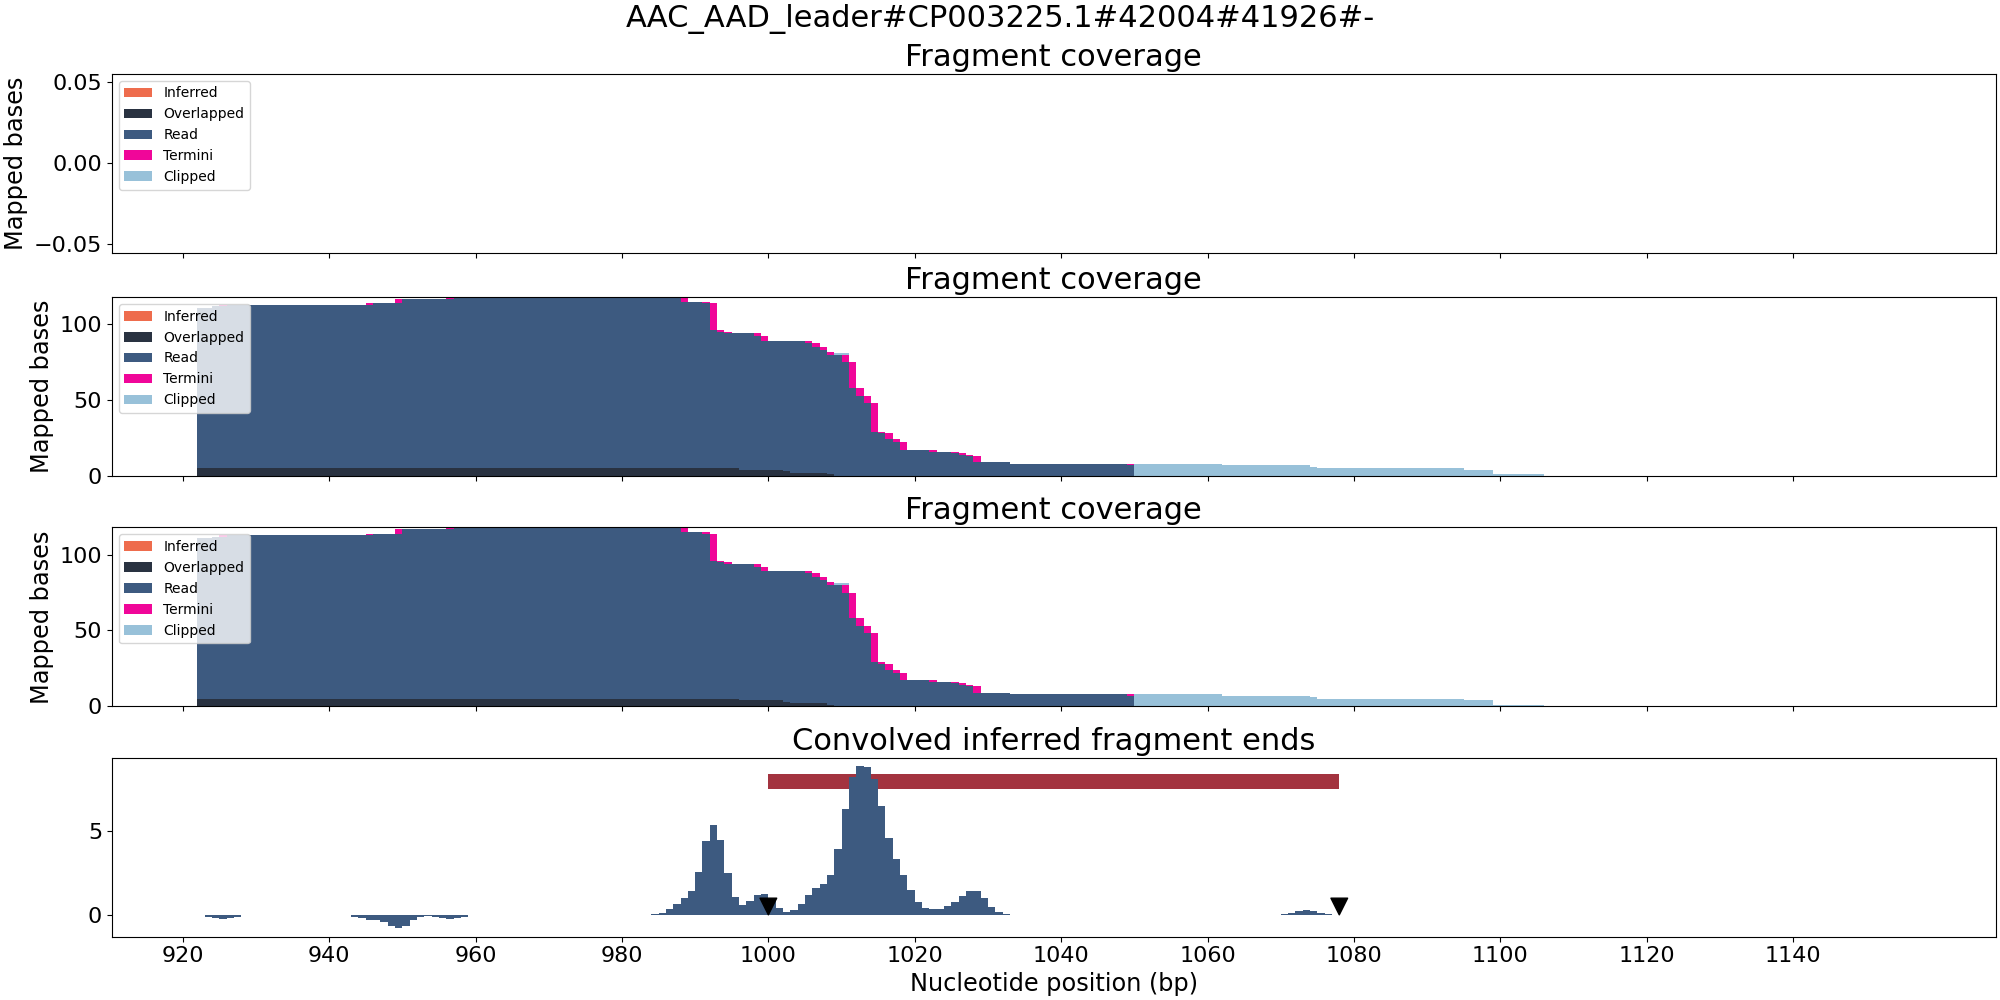 AAC_AAD_leader#CP003225.1#42004#41926#-
Fragment coverage
Mapped bases
0.05
0.00
−0.05
Inferred
Overlapped
Read
Termini
Clipped
Fragment coverage
Mapped bases
100
50
0
Inferred
Overlapped
Read
Termini
Clipped
Fragment coverage
Mapped bases
100
50
0
Inferred
Overlapped
Read
Termini
Clipped
Convolved inferred fragment ends
5
0
920 940 960 980 1000 1020 1040 1060 1080 1100 1120 1140
Nucleotide position (bp)